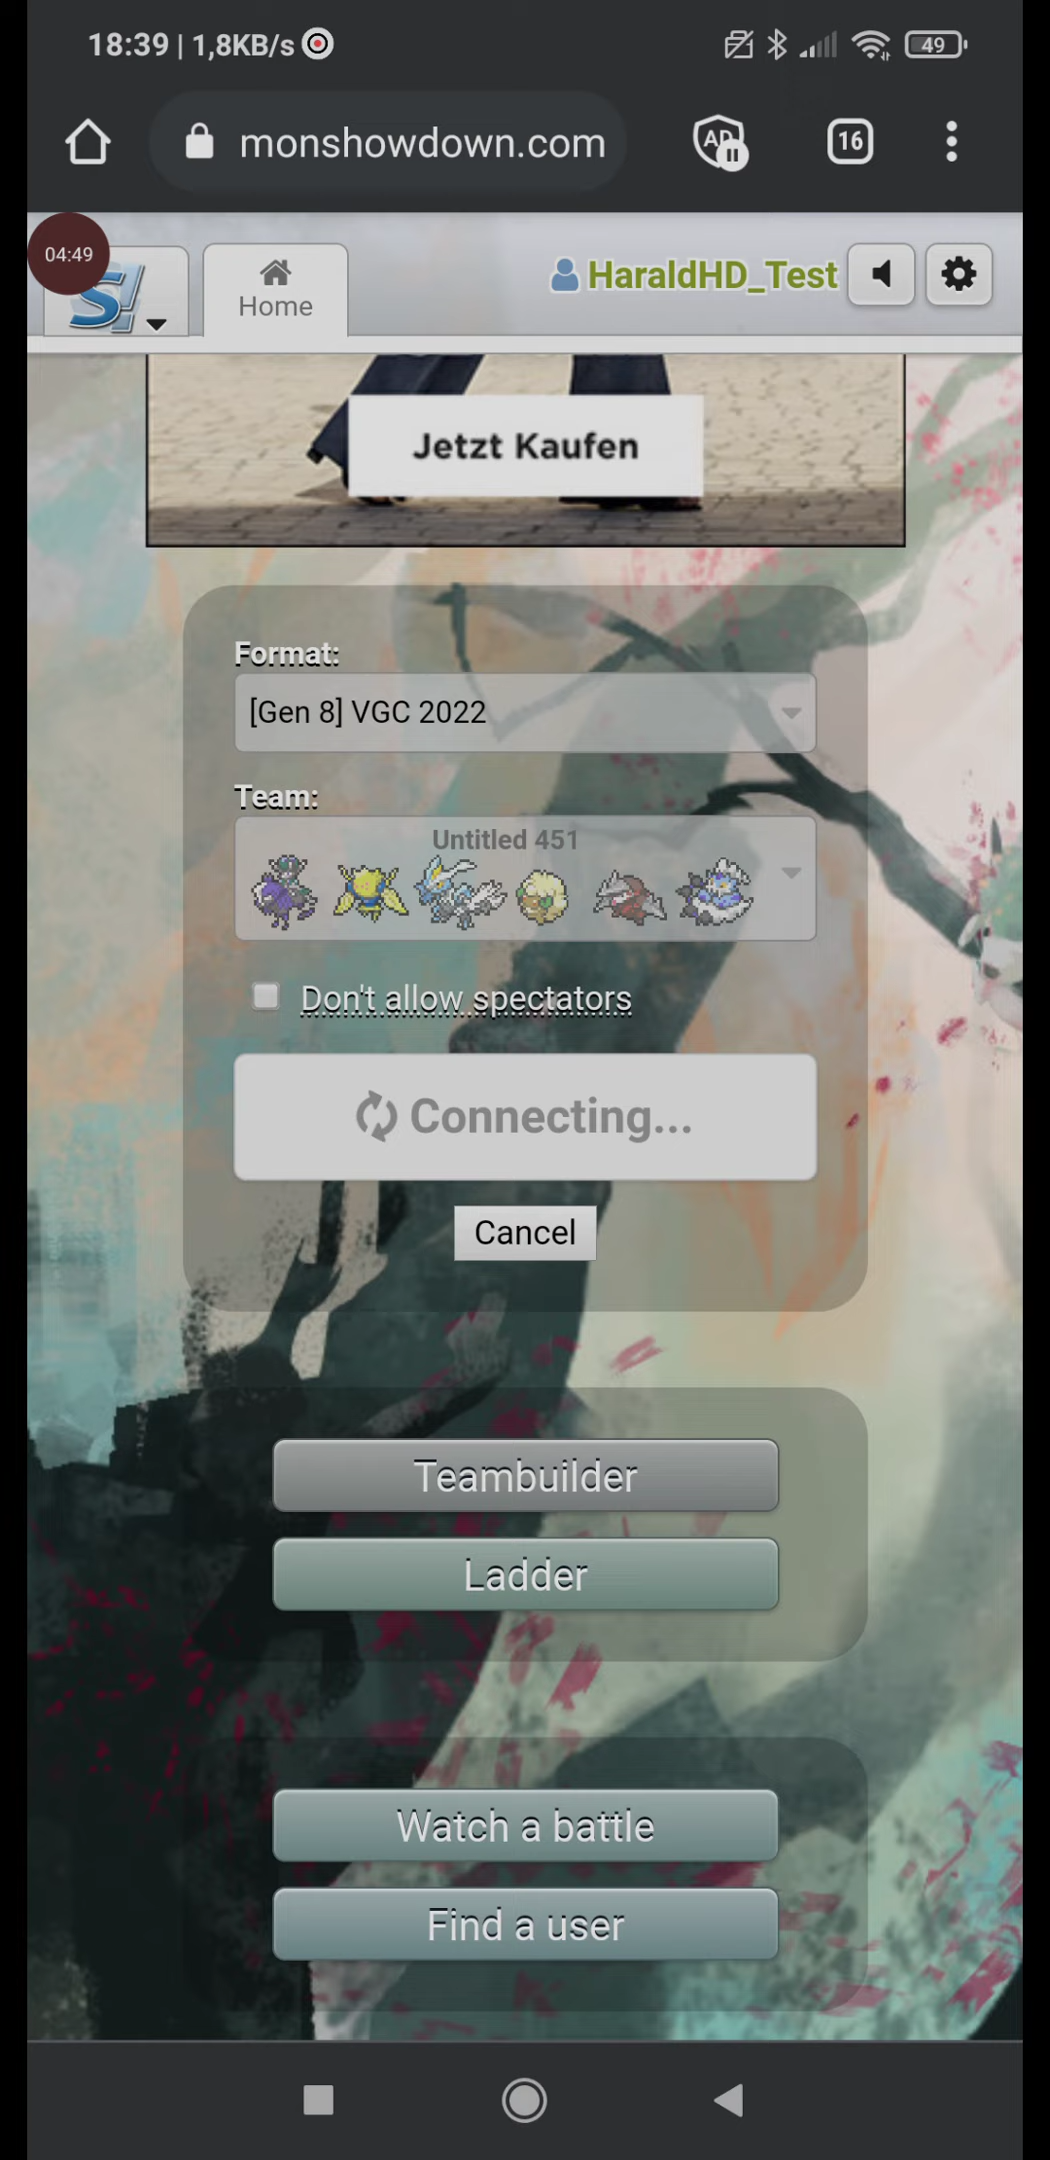 18:39 | 1,8KB/s
49
monshowdown.com
AD
16
04:49
S!
Home
HaraldHD_Test
Jetzt Kaufen
Format:
[Gen 8] VGC 2022
Team:
Untitled 451
Don't allow spectators
Connecting...
Cancel
Teambuilder
Ladder
Watch a battle
Find a user